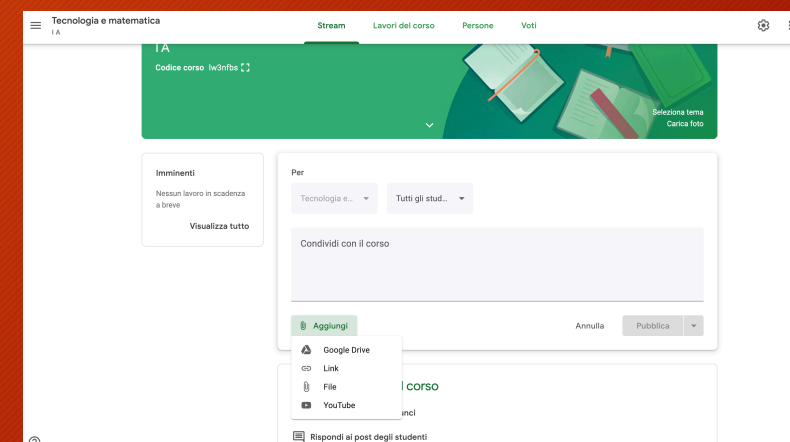 Tecnologia e matematica
I A
Stream
Lavori del corso
Persone
Voti
I A
Codice corso lw3nfbs
Seleziona tema
Carica foto
Imminenti
Nessun lavoro in scadenza
a breve
Visualizza tutto
Per
Tecnologia e...
Tutti gli stud...
Condividi con il corso
Aggiungi
Annulla
Pubblica
Google Drive
Link
File
YouTube
l corso
unci
Rispondi ai post degli studenti